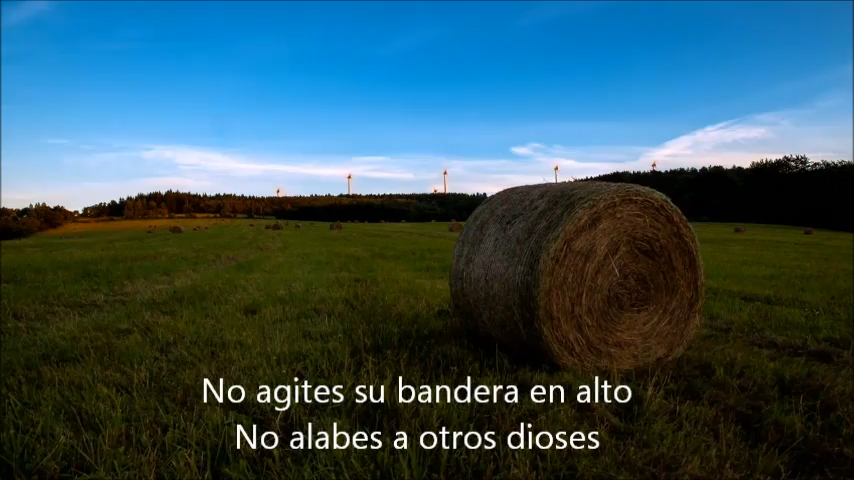 No agites su bandera en alto
No alabes a otros dioses